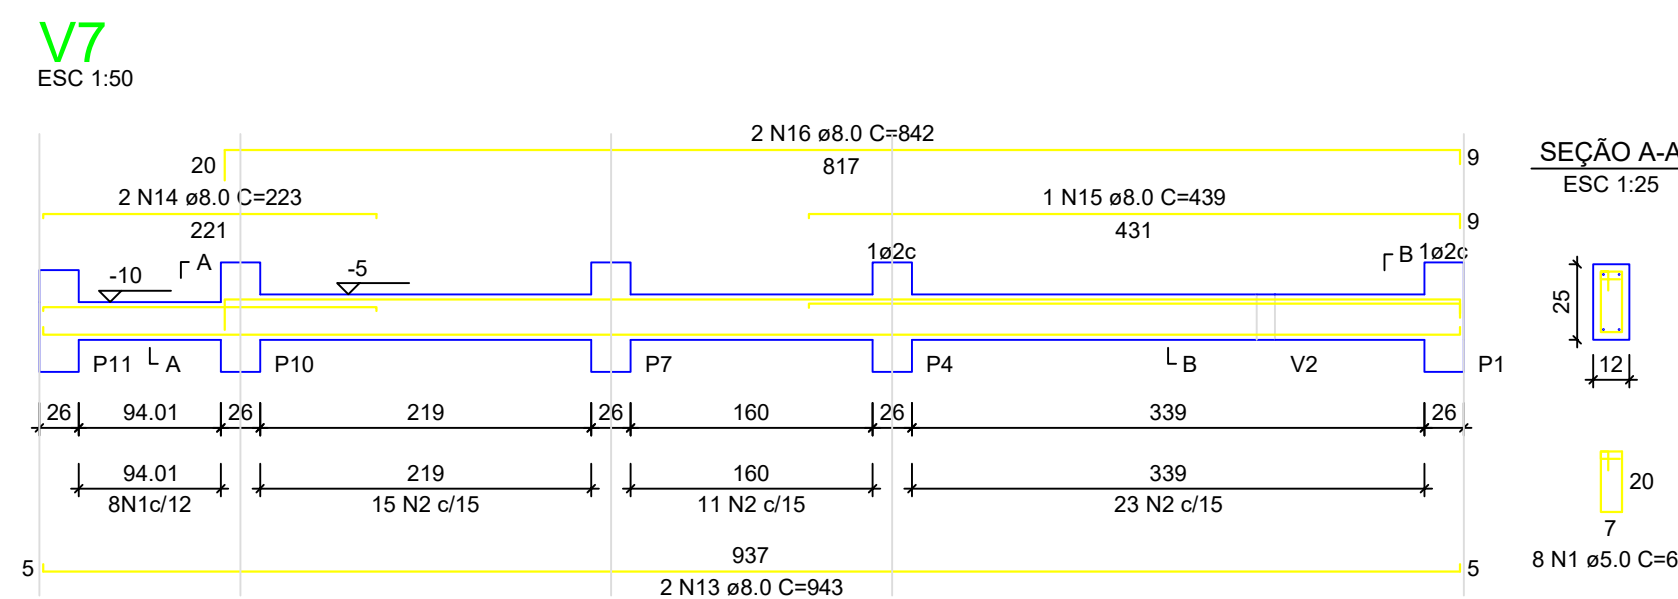 V7
ESC 1:50
2 N16 ø8.0 C=842
20
817
9
SEÇÃO A-A
ESC 1:25
2 N14 ø8.0 C=223
1 N15 ø8.0 C=439
221
431
9
A
1ø2c
B
1ø2c
-10
-5
25
P11
A
P10
P7
P4
B
V2
P1
12
26
94.01
26
219
26
160
26
339
26
94.01
219
160
339
8N1c/12
15 N2 c/15
11 N2 c/15
23 N2 c/15
20
7
937
5
5
8 N1 ø5.0 C=6
2 N13 ø8.0 C=943